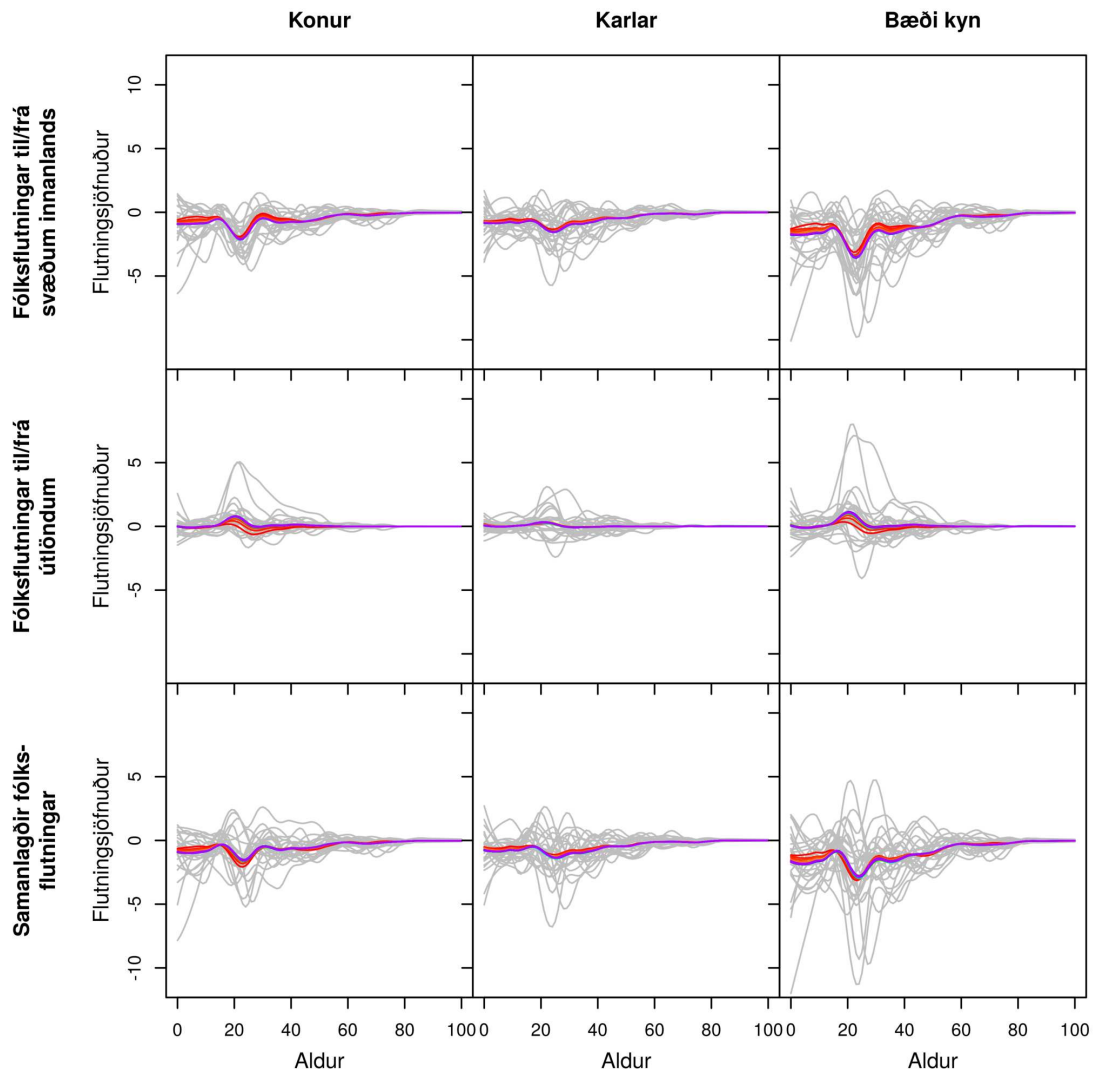 Konur
Karlar
Bæði kyn
Fólksflutningar til/frá
svæðum innanlands
Flutningsjöfnuður
10
5
0
-5
Fólksflutningar til/frá
útlöndum
Flutningsjöfnuður
5
0
-5
Samanlagðir fólks-
flutningar
Flutningsjöfnuður
5
0
-5
-10
0 20 40 60 80 100
0 20 40 60 80 100
0 20 40 60 80 100
Aldur
Aldur
Aldur